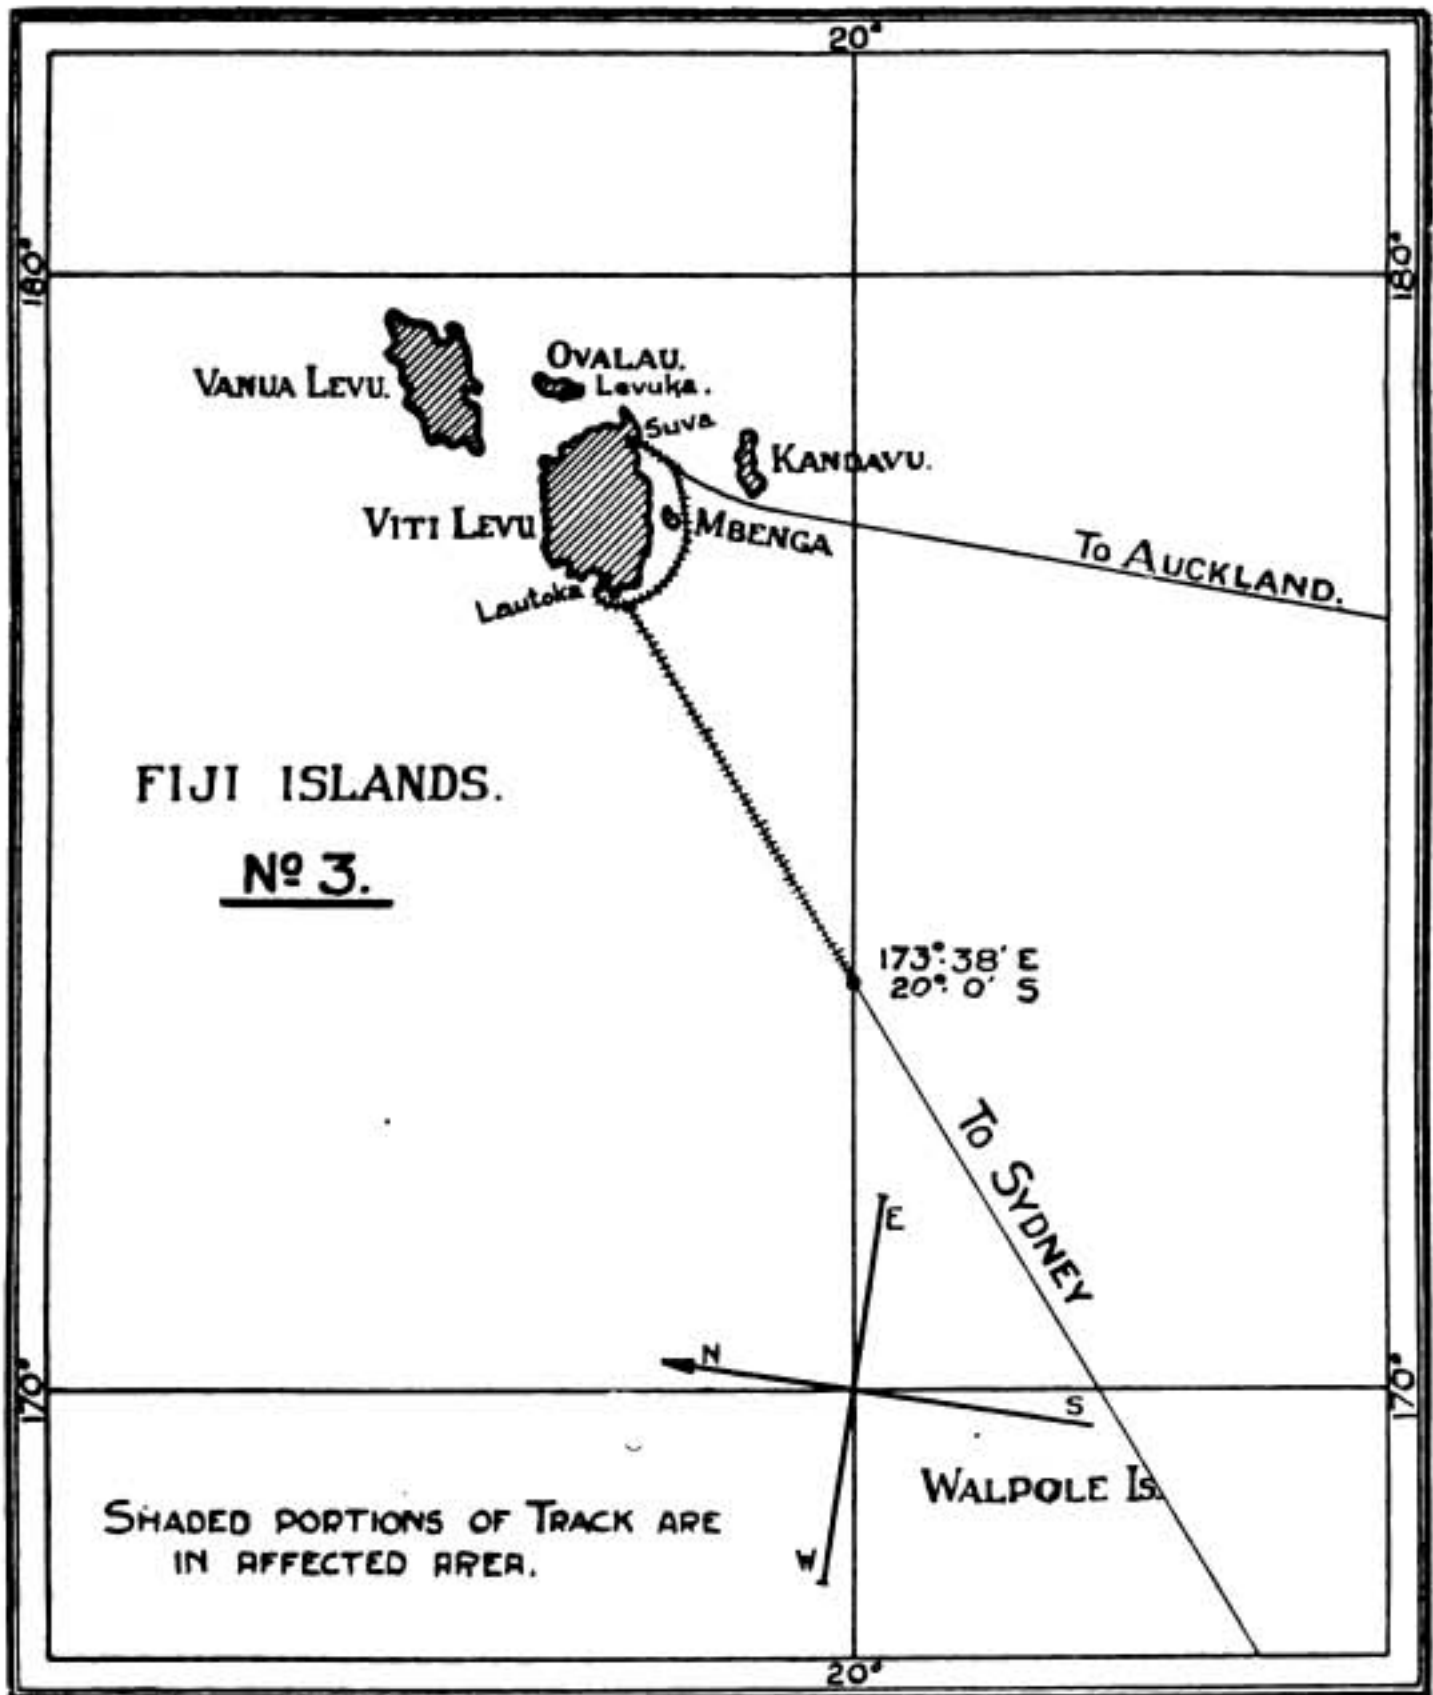 20°
180°
180°
VANUA LEVU.
OVALAU.
Levuka.
Suva
KANDAVU.
VITI LEVU
MBENGA
To AUCKLAND.
Lautoka
FIJI ISLANDS.
Nº 3.
173°.38' E
20°. 0' S
To SYDNEY
E
N
S
170°
170°
WALPOLE Is.
W
SHADED PORTIONS OF TRACK ARE
IN AFFECTED AREA.
20°